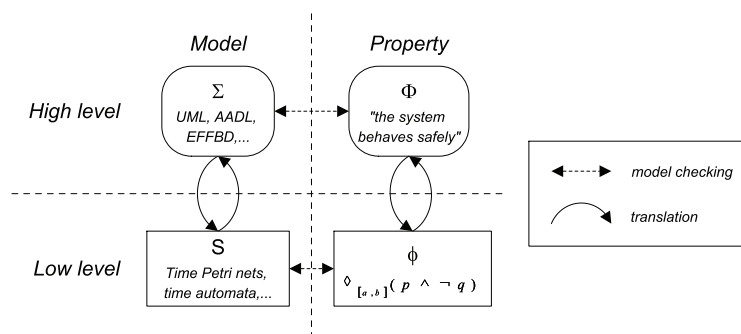 Model
Property
High level
Σ
UML, AADL,
EFFBD,...
Φ
"the system
behaves safely"
model checking
translation
Low level
S
Time Petri nets,
time automata,...
ϕ
◊ [a,b] ( p ∧ ¬ q )